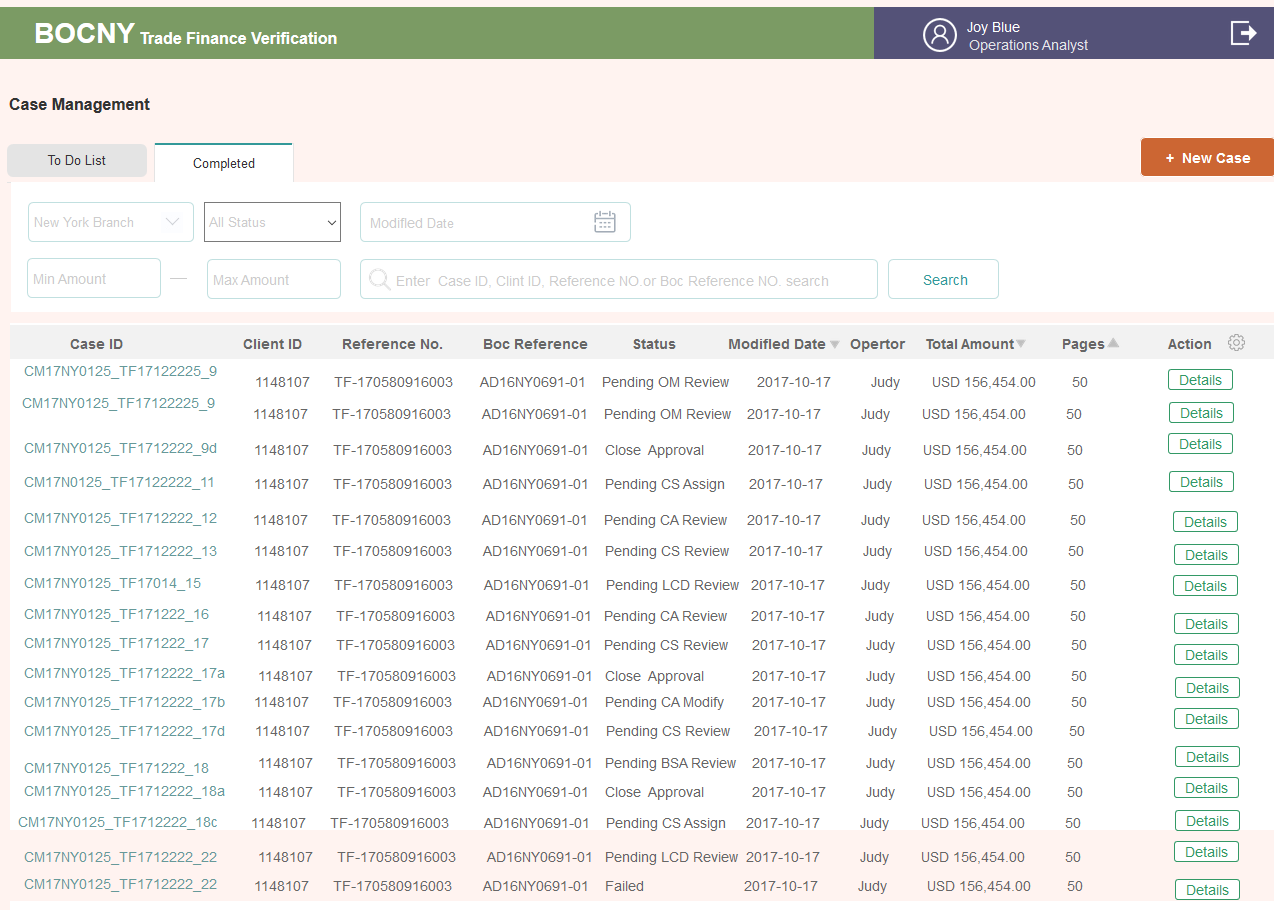 BOCNY Trade Finance Verification
Joy Blue
Operations Analyst
Case Management
To Do List
Completed
+ New Case
New York Branch All Status Modified Date
Min Amount — Max Amount Enter Case ID, Clint ID, Reference NO.or Boc Reference NO. search Search
Case ID Client ID Reference No. Boc Reference Status Modified Date Opertor Total Amount Pages Action
CM17NY0125_TF17122225_9 1148107 TF-170580916003 AD16NY0691-01 Pending OM Review 2017-10-17 Judy USD 156,454.00 50 Details
CM17NY0125_TF17122225_9 1148107 TF-170580916003 AD16NY0691-01 Pending OM Review 2017-10-17 Judy USD 156,454.00 50 Details
CM17NY0125_TF1712222_9d 1148107 TF-170580916003 AD16NY0691-01 Close Approval 2017-10-17 Judy USD 156,454.00 50 Details
CM17N0125_TF17122222_11 1148107 TF-170580916003 AD16NY0691-01 Pending CS Assign 2017-10-17 Judy USD 156,454.00 50 Details
CM17NY0125_TF1712222_12 1148107 TF-170580916003 AD16NY0691-01 Pending CA Review 2017-10-17 Judy USD 156,454.00 50 Details
CM17NY0125_TF1712222_13 1148107 TF-170580916003 AD16NY0691-01 Pending CS Review 2017-10-17 Judy USD 156,454.00 50 Details
CM17NY0125_TF17014_15 1148107 TF-170580916003 AD16NY0691-01 Pending LCD Review 2017-10-17 Judy USD 156,454.00 50 Details
CM17NY0125_TF171222_16 1148107 TF-170580916003 AD16NY0691-01 Pending CA Review 2017-10-17 Judy USD 156,454.00 50 Details
CM17NY0125_TF171222_17 1148107 TF-170580916003 AD16NY0691-01 Pending CS Review 2017-10-17 Judy USD 156,454.00 50 Details
CM17NY0125_TF1712222_17a 1148107 TF-170580916003 AD16NY0691-01 Close Approval 2017-10-17 Judy USD 156,454.00 50 Details
CM17NY0125_TF1712222_17b 1148107 TF-170580916003 AD16NY0691-01 Pending CA Modify 2017-10-17 Judy USD 156,454.00 50 Details
CM17NY0125_TF1712222_17d 1148107 TF-170580916003 AD16NY0691-01 Pending CS Review 2017-10-17 Judy USD 156,454.00 50 Details
CM17NY0125_TF171222_18 1148107 TF-170580916003 AD16NY0691-01 Pending BSA Review 2017-10-17 Judy USD 156,454.00 50 Details
CM17NY0125_TF1712222_18a 1148107 TF-170580916003 AD16NY0691-01 Close Approval 2017-10-17 Judy USD 156,454.00 50 Details
CM17NY0125_TF1712222_18c 1148107 TF-170580916003 AD16NY0691-01 Pending CS Assign 2017-10-17 Judy USD 156,454.00 50 Details
CM17NY0125_TF1712222_22 1148107 TF-170580916003 AD16NY0691-01 Pending LCD Review 2017-10-17 Judy USD 156,454.00 50 Details
CM17NY0125_TF1712222_22 1148107 TF-170580916003 AD16NY0691-01 Failed 2017-10-17 Judy USD 156,454.00 50 Details